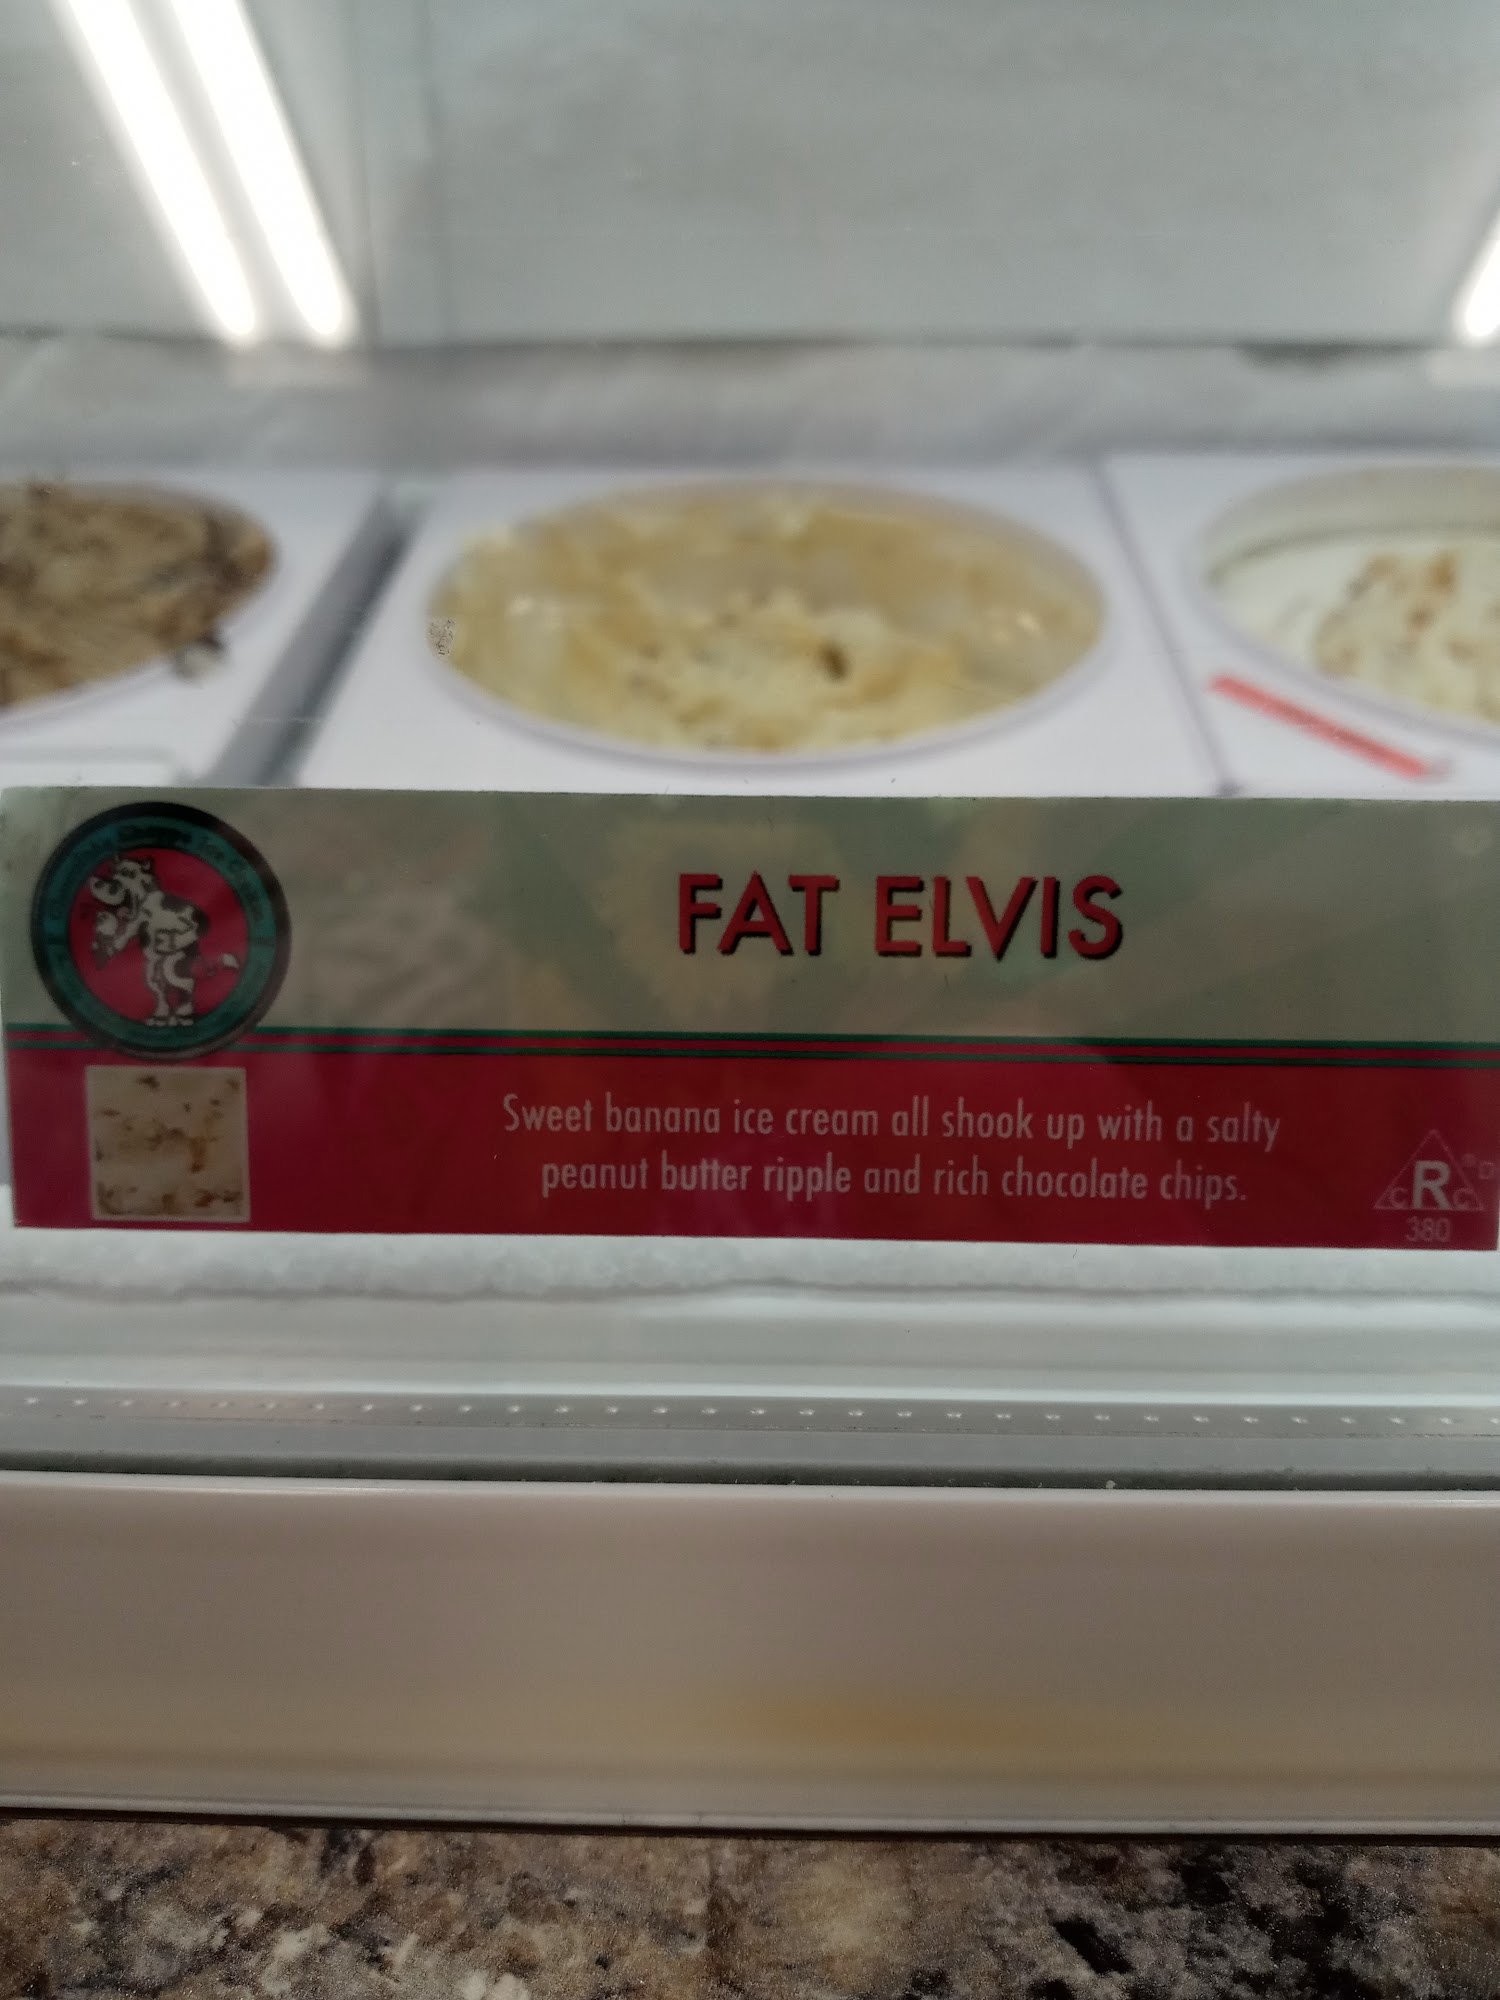 FAT ELVIS
Sweet banana ice cream all shook up with a salty
peanut butter ripple and rich chocolate chips.
R
C C ® D
380